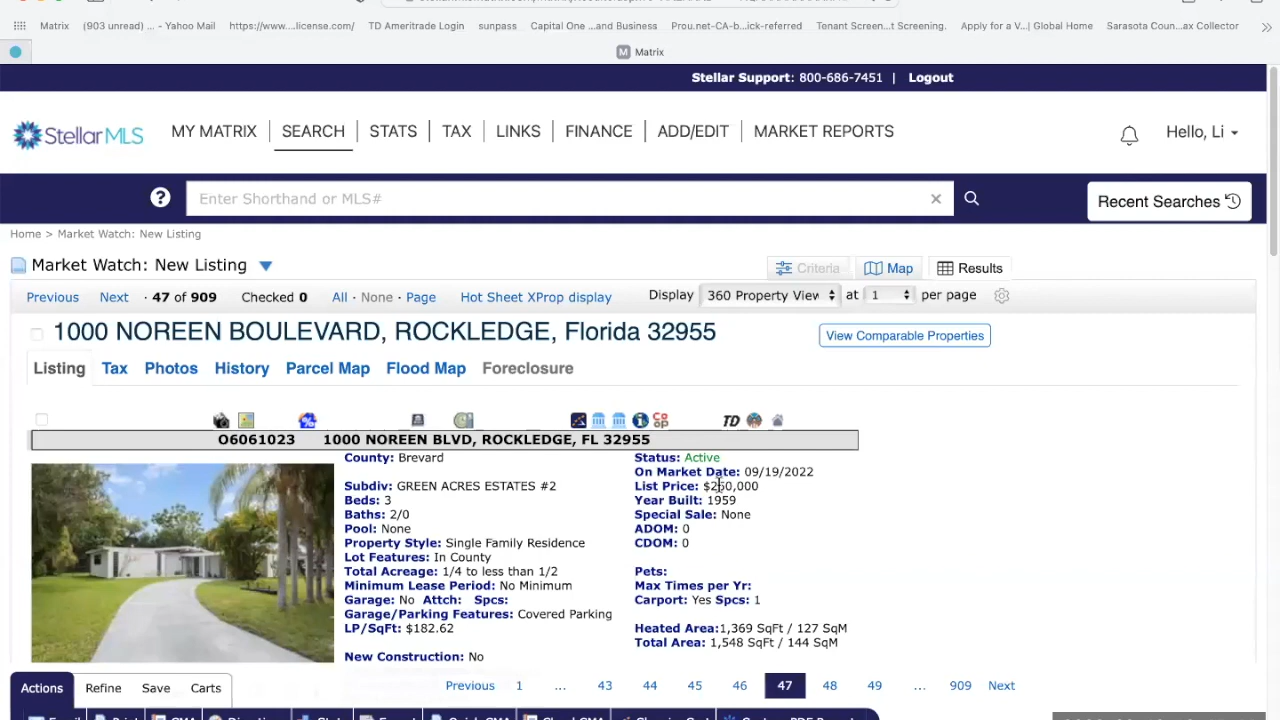 Matrix (903 unread) ... - Yahoo Mail https://www....license.com/ TD Ameritrade Login sunpass Capital One ...and Business Prou.net-CA-b...ick-referred Tenant Screen...t Screening. Apply for a V...| Global Home Sarasota Coun...ax Collector
Matrix
Stellar Support: 800-686-7451 | Logout
StellarMLS MY MATRIX SEARCH STATS TAX LINKS FINANCE ADD/EDIT MARKET REPORTS Hello, Li
Enter Shorthand or MLS# Recent Searches
Home > Market Watch: New Listing
Market Watch: New Listing Criteria Map Results
Previous Next · 47 of 909 Checked 0 All · None · Page Hot Sheet XProp display Display 360 Property View at 1 per page
1000 NOREEN BOULEVARD, ROCKLEDGE, Florida 32955 View Comparable Properties
Listing Tax Photos History Parcel Map Flood Map Foreclosure
TD
O6061023 1000 NOREEN BLVD, ROCKLEDGE, FL 32955
County: Brevard Status: Active
On Market Date: 09/19/2022
Subdiv: GREEN ACRES ESTATES #2 List Price: $250,000
Beds: 3 Year Built: 1959
Baths: 2/0 Special Sale: None
Pool: None ADOM: 0
Property Style: Single Family Residence CDOM: 0
Lot Features: In County
Total Acreage: 1/4 to less than 1/2 Pets:
Minimum Lease Period: No Minimum Max Times per Yr:
Garage: No Attch: Spcs: Carport: Yes Spcs: 1
Garage/Parking Features: Covered Parking
LP/SqFt: $182.62 Heated Area:1,369 SqFt / 127 SqM
Total Area: 1,548 SqFt / 144 SqM
New Construction: No
Actions Refine Save Carts Previous 1 ... 43 44 45 46 47 48 49 ... 909 Next